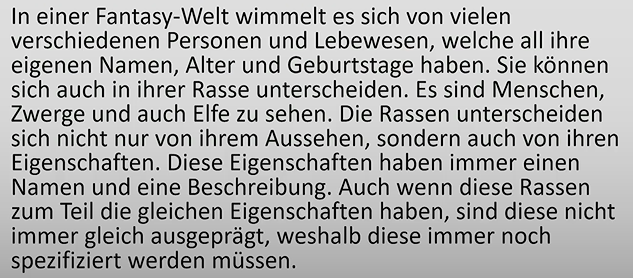 In einer Fantasy-Welt wimmelt es sich von vielen
verschiedenen Personen und Lebewesen, welche all ihre
eigenen Namen, Alter und Geburtstage haben. Sie können
sich auch in ihrer Rasse unterscheiden. Es sind Menschen,
Zwerge und auch Elfe zu sehen. Die Rassen unterscheiden
sich nicht nur von ihrem Aussehen, sondern auch von ihren
Eigenschaften. Diese Eigenschaften haben immer einen
Namen und eine Beschreibung. Auch wenn diese Rassen
zum Teil die gleichen Eigenschaften haben, sind diese nicht
immer gleich ausgeprägt, weshalb diese immer noch
spezifiziert werden müssen.